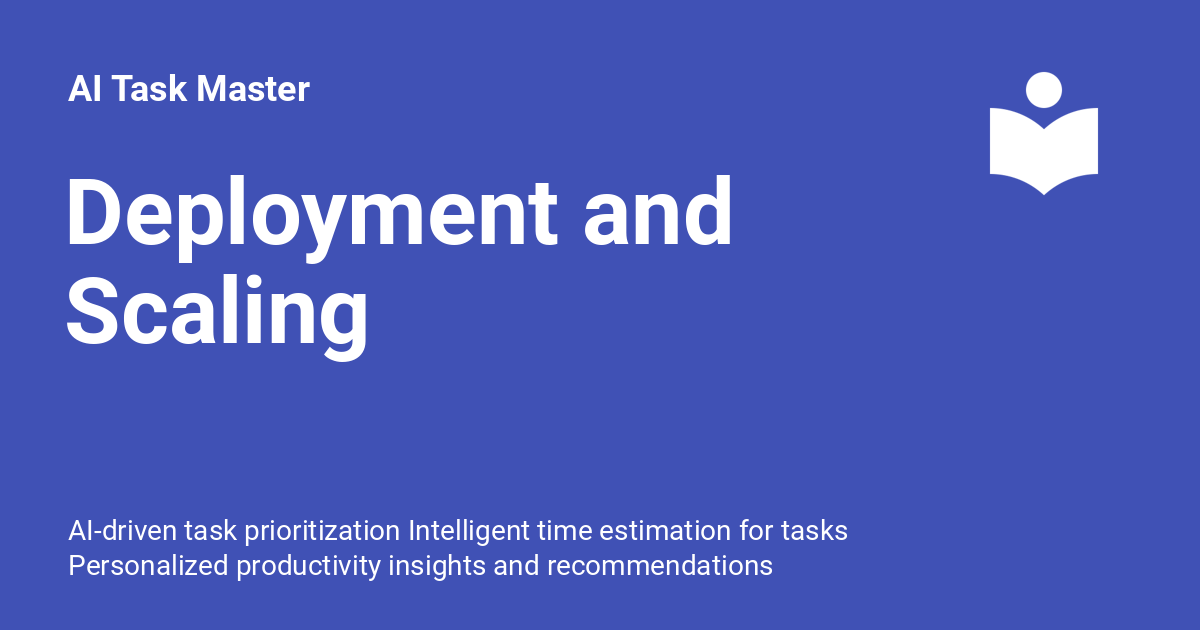 AI Task Master
Deployment and
Scaling
AI-driven task prioritization Intelligent time estimation for tasks
Personalized productivity insights and recommendations